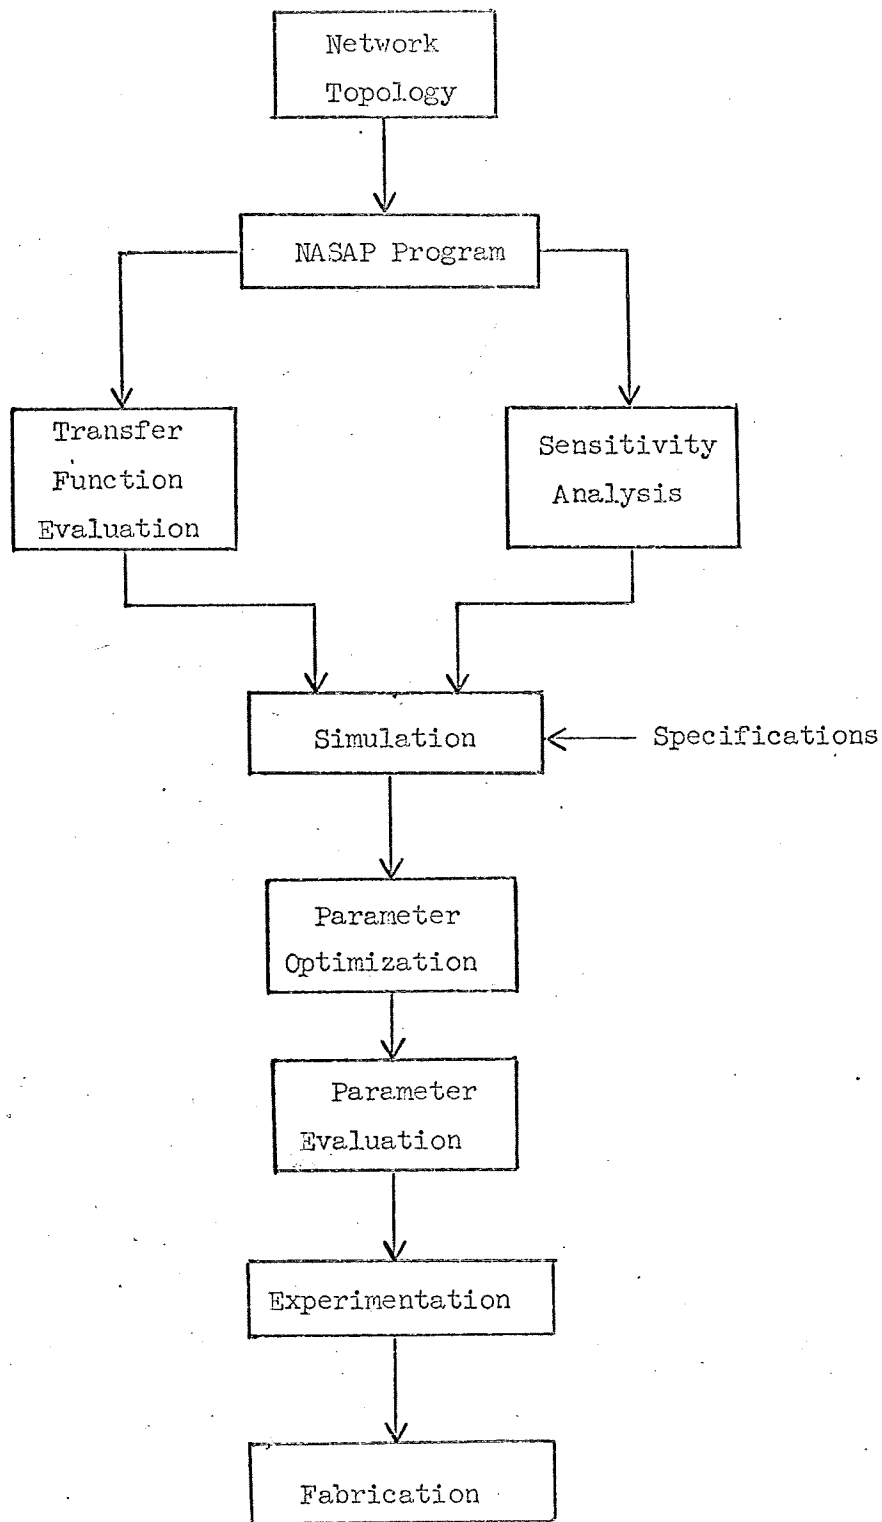 Network
Topology
NASAP Program
Transfer
Function
Evaluation
Sensitivity
Analysis
Simulation
Specifications
Parameter
Optimization
Parameter
Evaluation
Experimentation
Fabrication